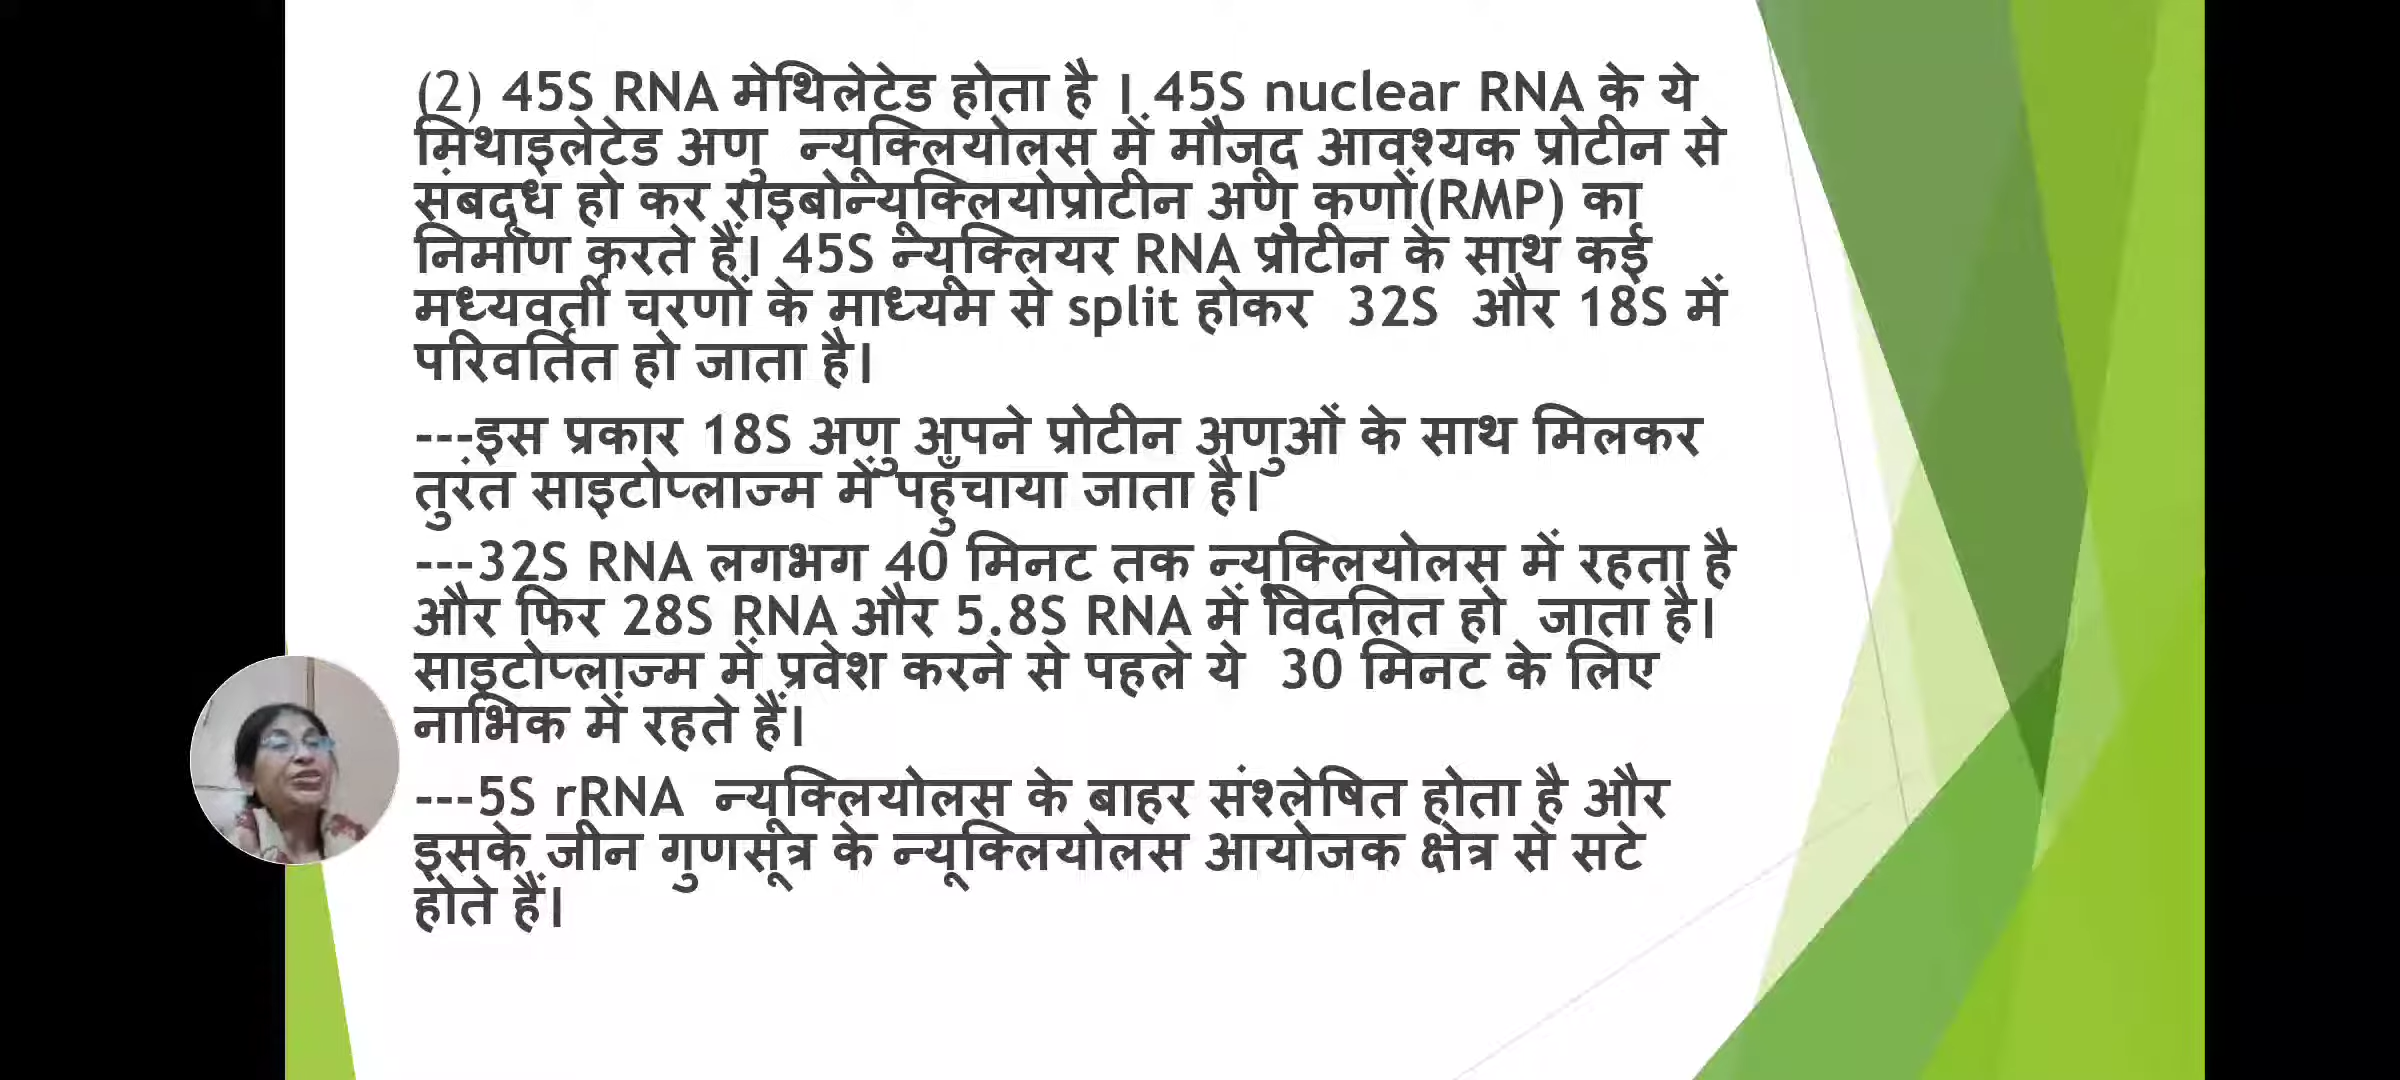 (2) 45S RNA मेथिलेटेड होता है । 45S nuclear RNA के ये
मिथाइलेटेड अणु न्यूक्लियोलस में मौजूद आवश्यक प्रोटीन से
संबद्ध हो कर राइबोन्यूक्लियोप्रोटीन अणु कणों(RMP) का
निर्माण करते हैं। 45S न्यूक्लियर RNA प्रोटीन के साथ कई
मध्यवर्ती चरणों के माध्यम से split होकर 32S और 18S में
परिवर्तित हो जाता है।
---इस प्रकार 18S अणु अपने प्रोटीन अणुओं के साथ मिलकर
तुरंत साइटोप्लाज्म में पहुँचाया जाता है।
---32S RNA लगभग 40 मिनट तक न्यूक्लियोलस में रहता है
और फिर 28S RNA और 5.8S RNA में विदलित हो जाता है।
साइटोप्लाज्म में प्रवेश करने से पहले ये 30 मिनट के लिए
नाभिक में रहते हैं।
---5S rRNA न्यूक्लियोलस के बाहर संश्लेषित होता है और
इसके जीन गुणसूत्र के न्यूक्लियोलस आयोजक क्षेत्र से सटे
होते हैं।